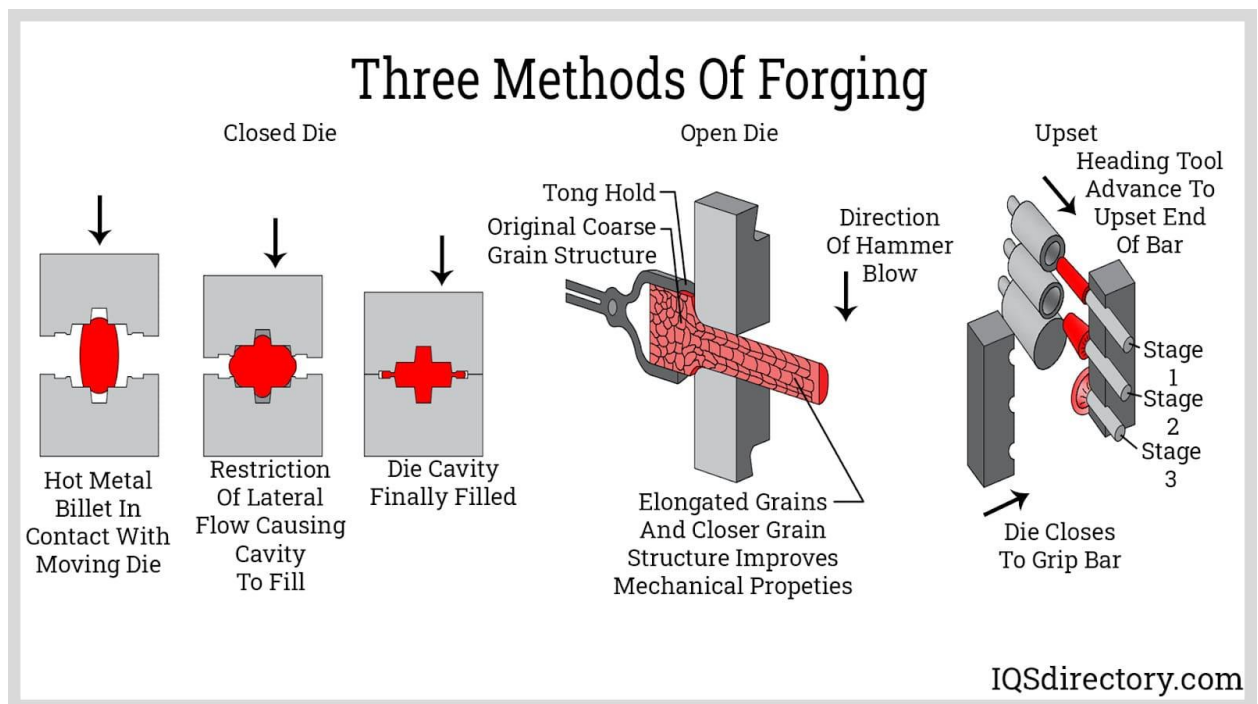 Three Methods Of Forging
Closed Die
Hot Metal
Billet In
Contact With
Moving Die
Restriction
Of Lateral
Flow Causing
Cavity
To Fill
Die Cavity
Finally Filled
Open Die
Tong Hold
Original Coarse
Grain Structure
Direction
Of Hammer
Blow
Elongated Grains
And Closer Grain
Structure Improves
Mechanical Propeties
Upset
Heading Tool
Advance To
Upset End
Of Bar
Stage
1
Stage
2
Stage
3
Die Closes
To Grip Bar
IQSdirectory.com